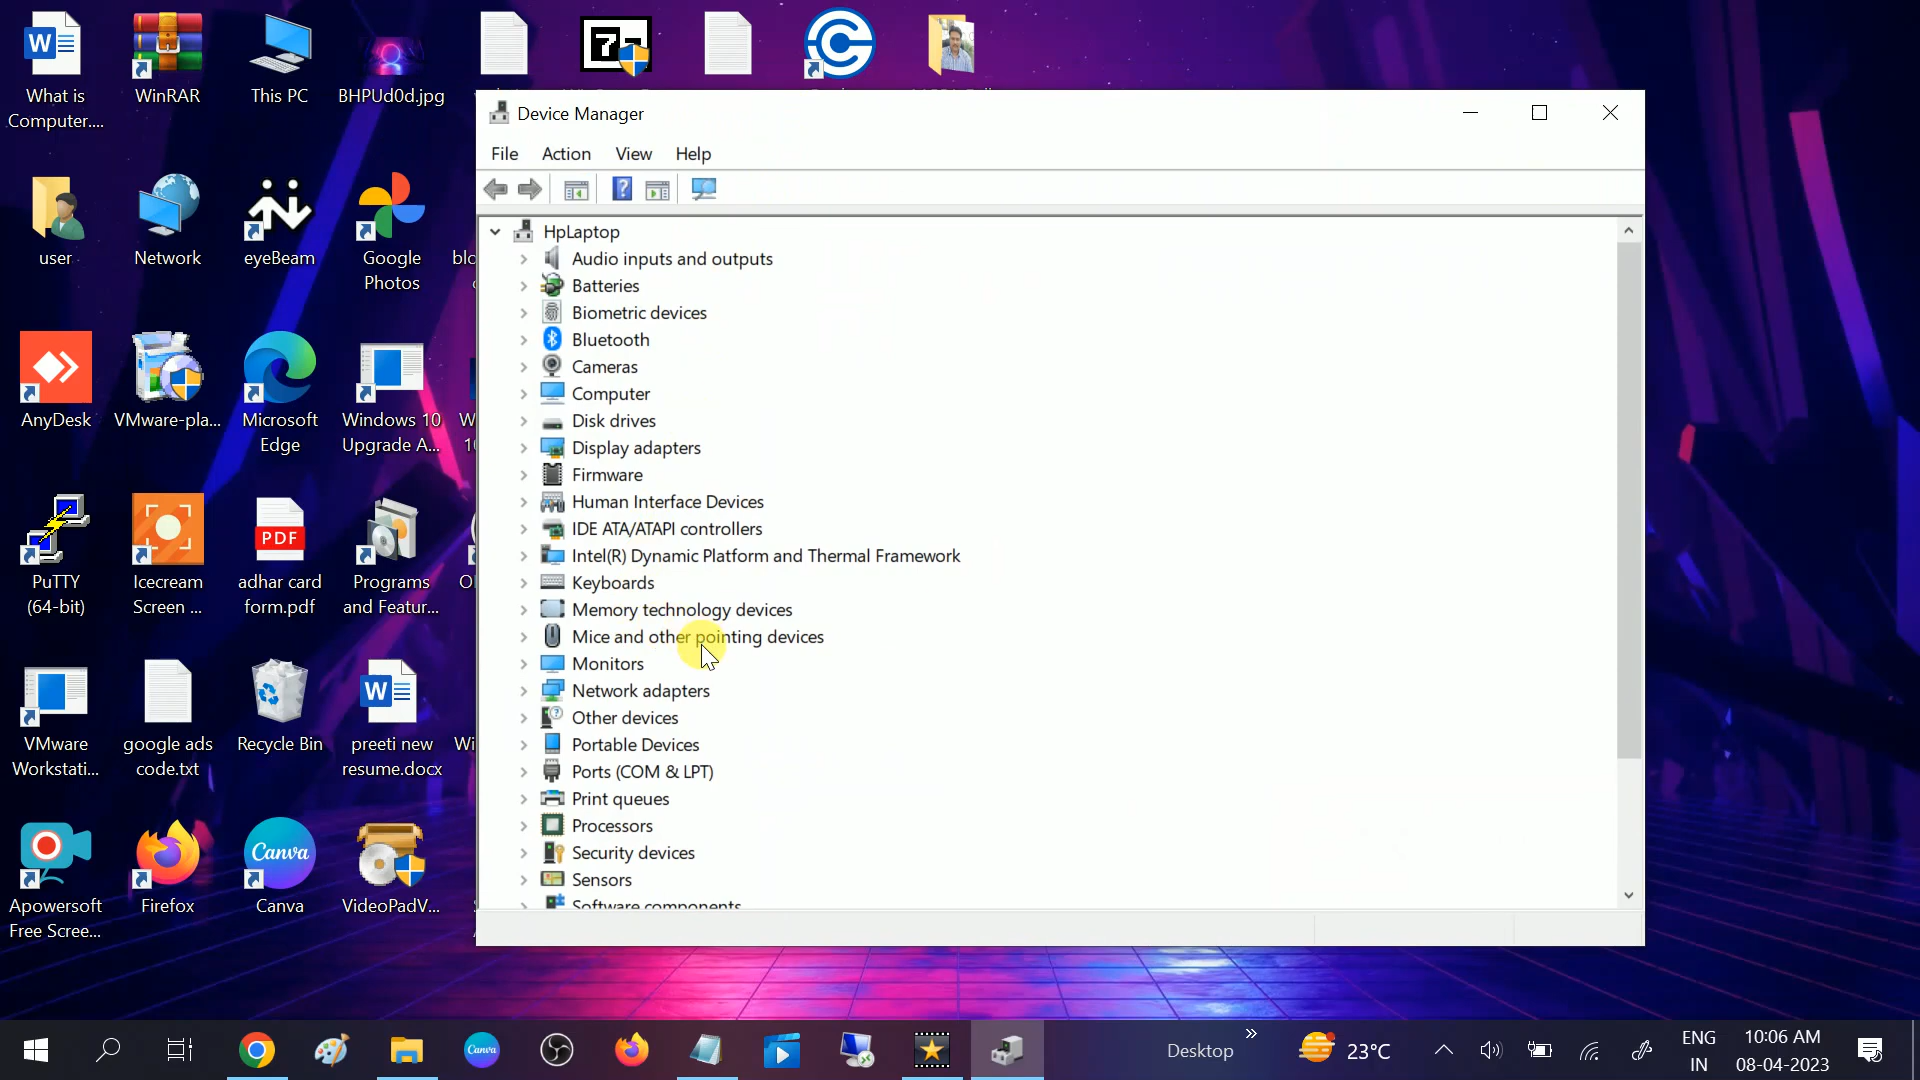 What is
Computer....
WinRAR
This PC
BHPUd0d.jpg
user
Network
eyeBeam
Google
Photos
AnyDesk
VMware-pla...
Microsoft
Edge
Windows 10
Upgrade A...
PuTTY
(64-bit)
Icecream
Screen ...
PDF
adhar card
form.pdf
Programs
and Featur...
VMware
Workstati...
google ads
code.txt
Recycle Bin
preeti new
resume.docx
Apowersoft
Free Scree...
Firefox
Canva
Canva
VideoPadV...
Device Manager
File Action View Help
HpLaptop
Audio inputs and outputs
Batteries
Biometric devices
Bluetooth
Cameras
Computer
Disk drives
Display adapters
Firmware
Human Interface Devices
IDE ATA/ATAPI controllers
Intel(R) Dynamic Platform and Thermal Framework
Keyboards
Memory technology devices
Mice and other pointing devices
Monitors
Network adapters
Other devices
Portable Devices
Ports (COM & LPT)
Print queues
Processors
Security devices
Sensors
Software components
Canva
Desktop
23°C
ENG
IN
10:06 AM
08-04-2023